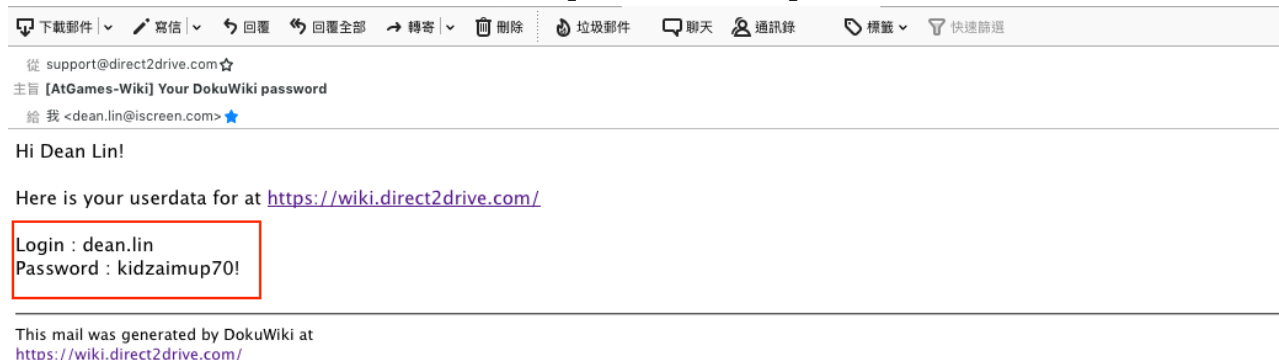 下載郵件 寫信 回覆 回覆全部 轉寄 刪除 垃圾郵件 聊天 通訊錄 標籤 快速篩選
從 support@direct2drive.com
主旨 [AtGames-Wiki] Your DokuWiki password
給 我 <dean.lin@iscreen.com>
Hi Dean Lin!
Here is your userdata for at https://wiki.direct2drive.com/
Login : dean.lin
Password : kidzaimup70!
This mail was generated by DokuWiki at
https://wiki.direct2drive.com/